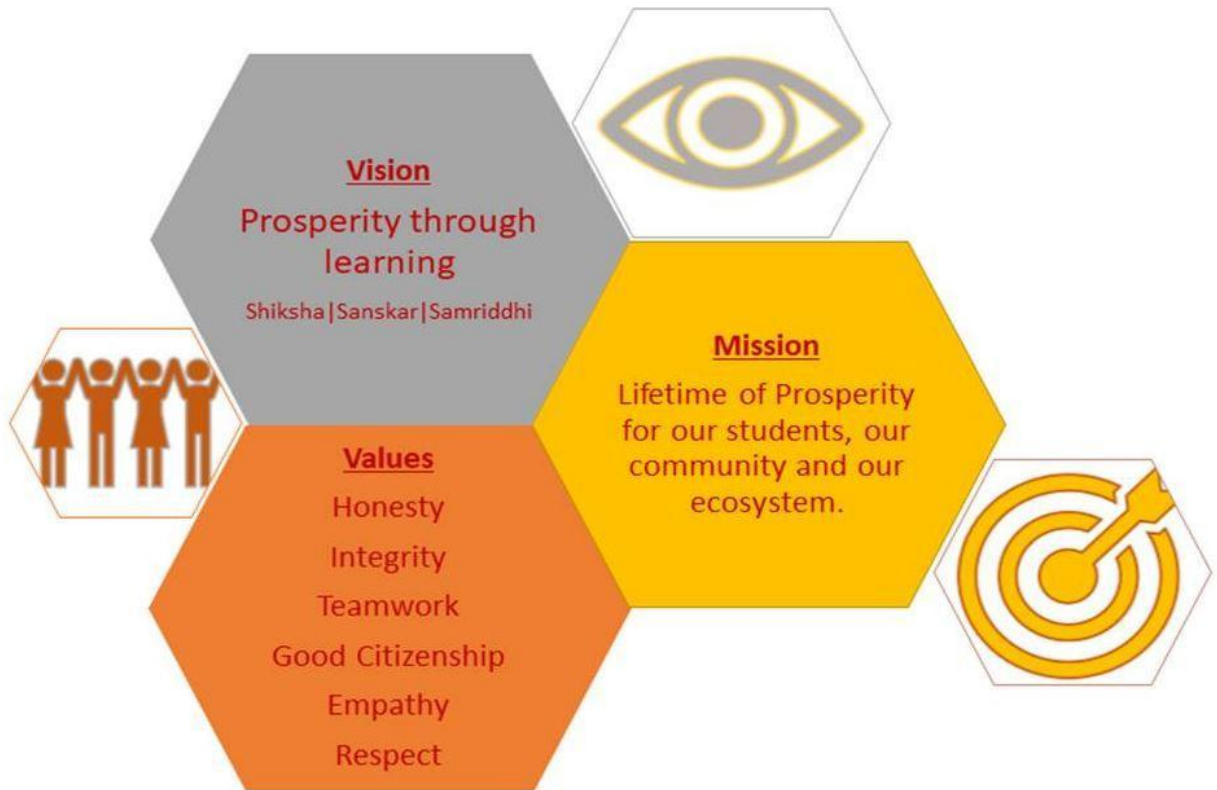 Vision
Prosperity through
learning
Shiksha|Sanskar|Samriddhi
Mission
Lifetime of Prosperity
for our students, our
community and our
ecosystem.
Values
Honesty
Integrity
Teamwork
Good Citizenship
Empathy
Respect